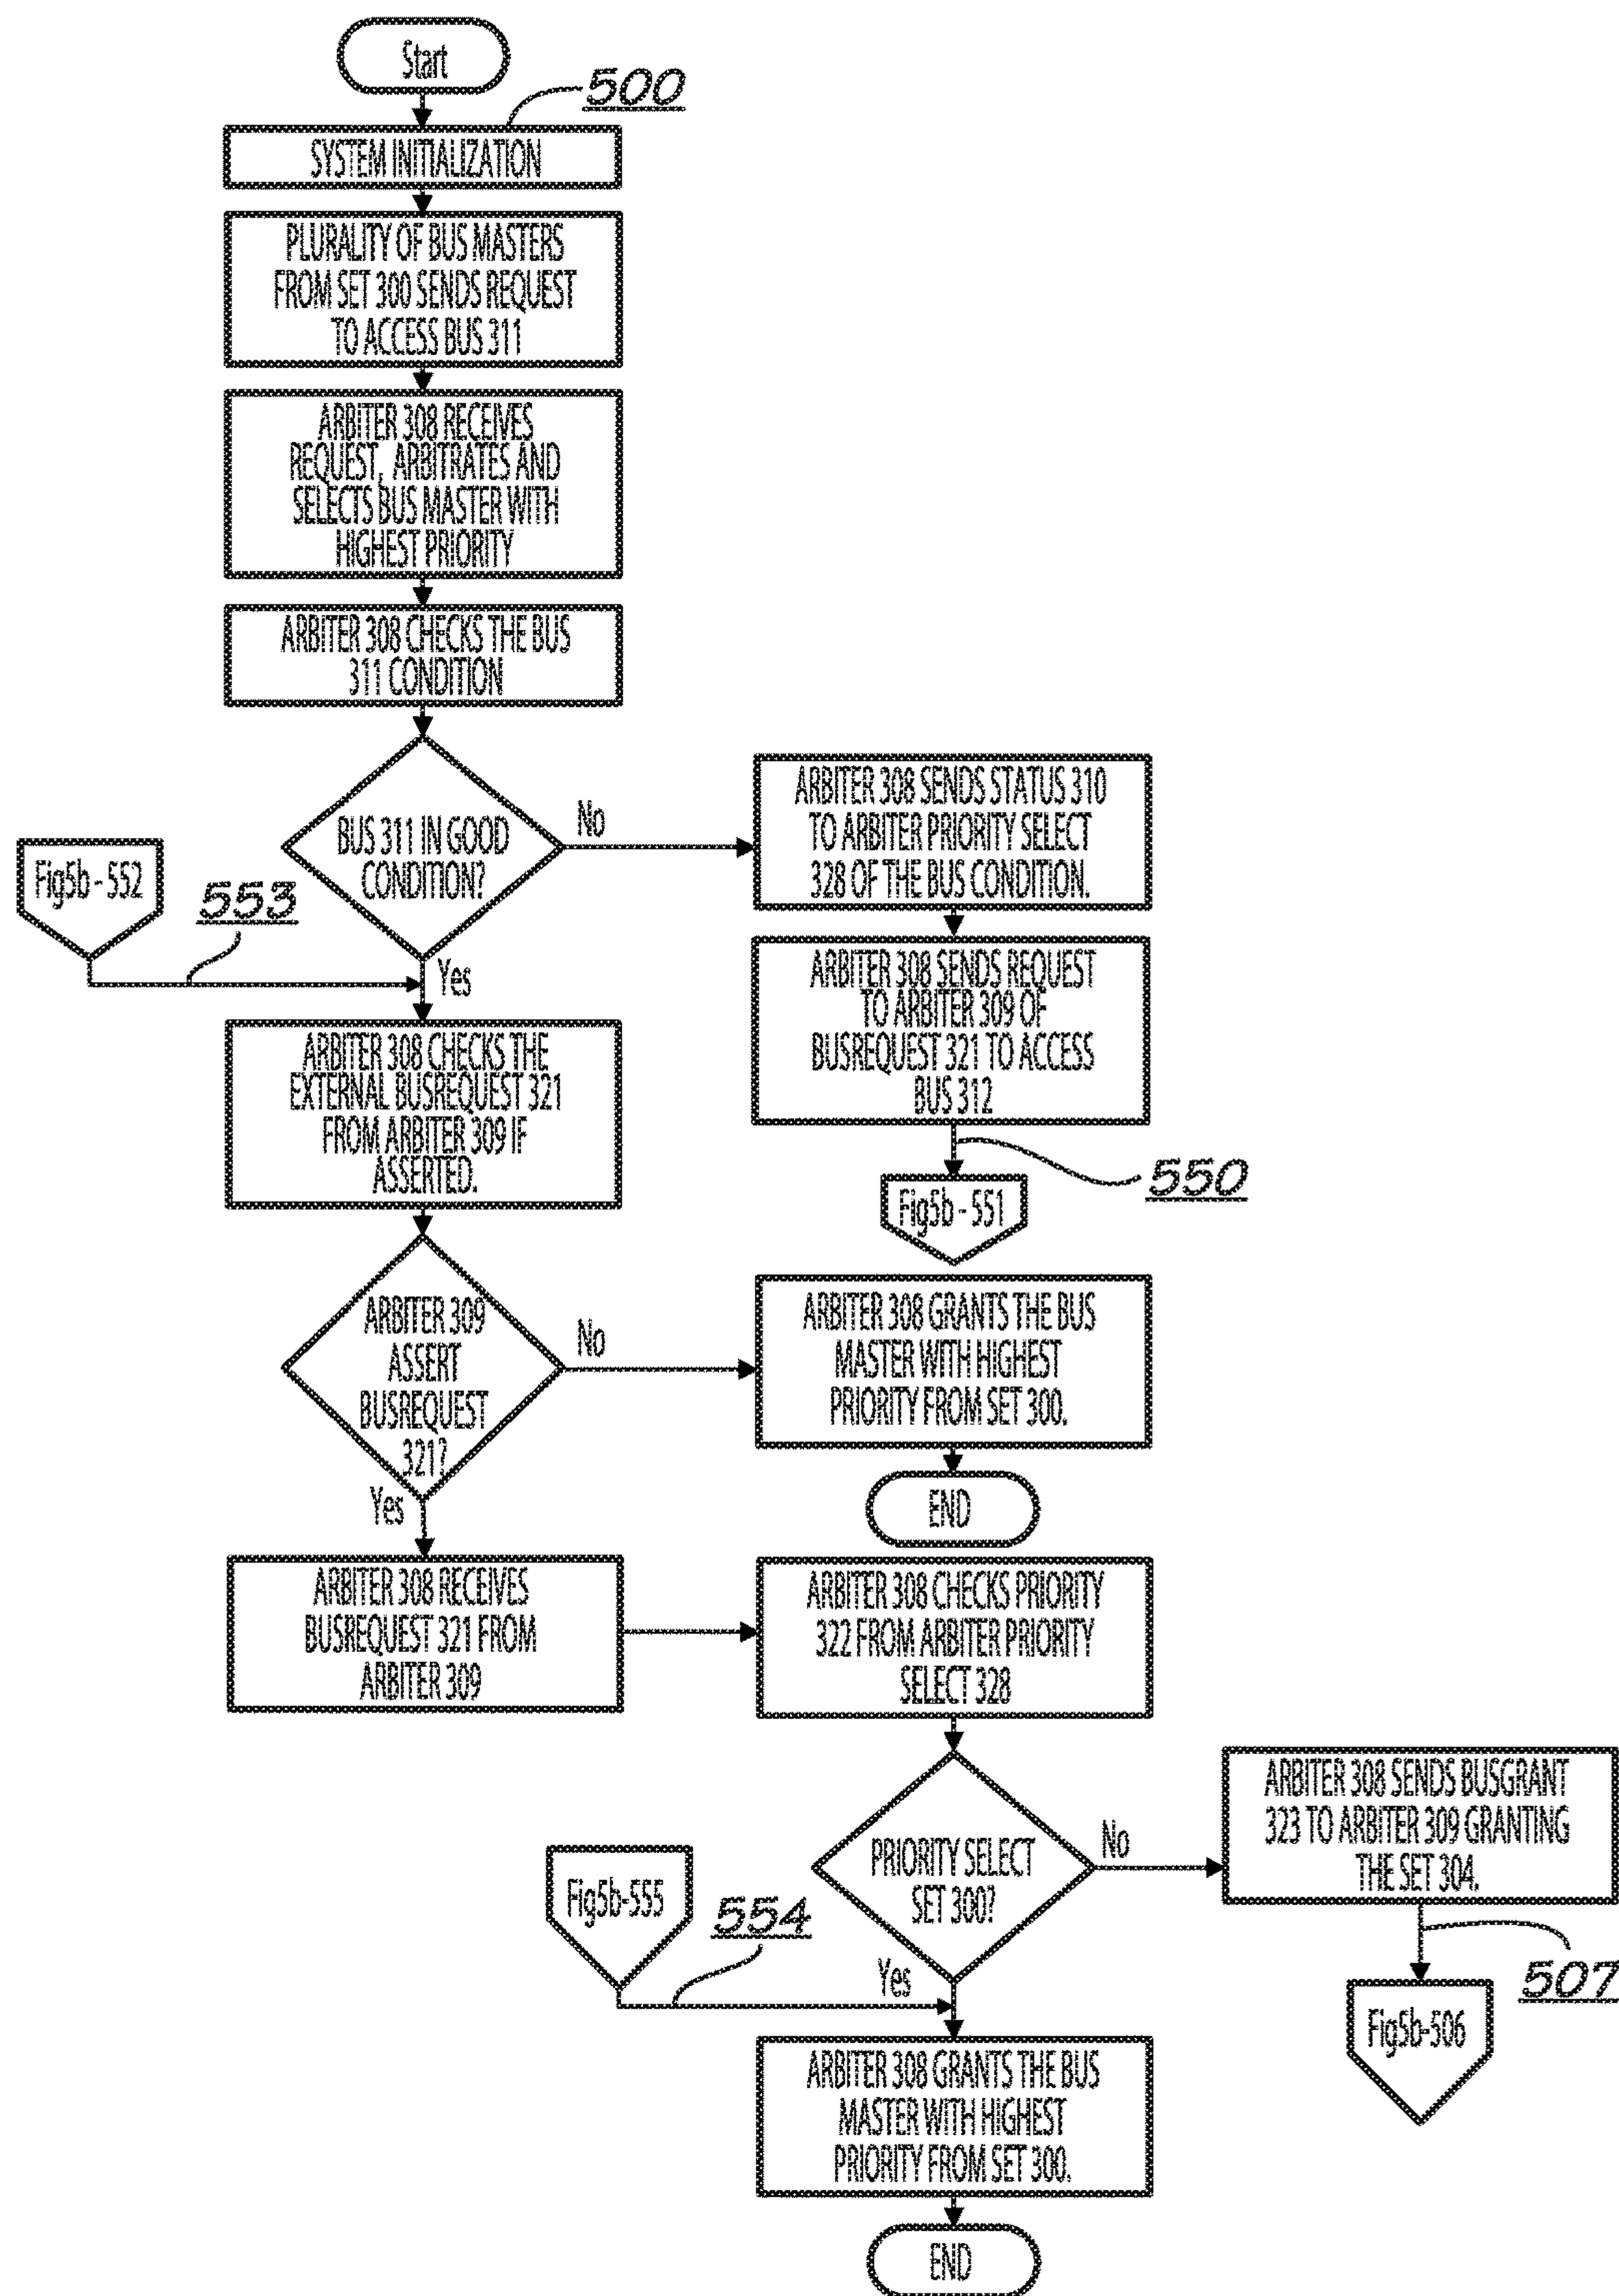 Start
500
SYSTEM INITIALIZATION
PLURALITY OF BUS MASTERS
FROM SET 300 SENDS REQUEST
TO ACCESS BUS 311
ARBITER 308 RECEIVES
REQUEST, ARBITRATES AND
SELECTS BUS MASTER WITH
HIGHEST PRIORITY
ARBITER 308 CHECKS THE BUS
311 CONDITION
BUS 311 IN GOOD
CONDITION?
No
ARBITER 308 SENDS STATUS 310
TO ARBITER PRIORITY SELECT
328 OF THE BUS CONDITION.
Fig5b - 552
553
Yes
ARBITER 308 SENDS REQUEST
TO ARBITER 309 OF
BUSREQUEST 321 TO ACCESS
BUS 312
550
Fig5b - 551
ARBITER 308 CHECKS THE
EXTERNAL BUSREQUEST 321
FROM ARBITER 309 IF
ASSERTED.
ARBITER 309
ASSERT
BUSREQUEST
321?
No
ARBITER 308 GRANTS THE BUS
MASTER WITH HIGHEST
PRIORITY FROM SET 300.
END
Yes
ARBITER 308 RECEIVES
BUSREQUEST 321 FROM
ARBITER 309
ARBITER 308 CHECKS PRIORITY
322 FROM ARBITER PRIORITY
SELECT 328
PRIORITY SELECT
SET 300?
No
ARBITER 308 SENDS BUSGRANT
323 TO ARBITER 309 GRANTING
THE SET 304.
507
Fig5b-506
Fig5b-555
554
Yes
ARBITER 308 GRANTS THE BUS
MASTER WITH HIGHEST
PRIORITY FROM SET 300.
END